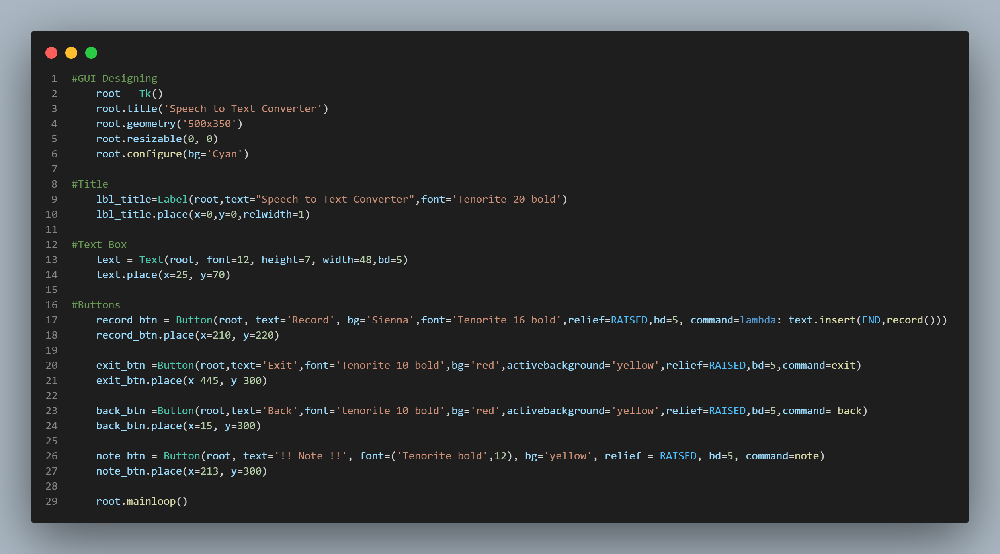 1 #GUI Designing
2     root = Tk()
3     root.title('Speech to Text Converter')
4     root.geometry('500x350')
5     root.resizable(0, 0)
6     root.configure(bg='Cyan')
7
8 #Title
9     lbl_title=Label(root,text="Speech to Text Converter",font='Tenorite 20 bold')
10     lbl_title.place(x=0,y=0,relwidth=1)
11
12 #Text Box
13     text = Text(root, font=12, height=7, width=48,bd=5)
14     text.place(x=25, y=70)
15
16 #Buttons
17     record_btn = Button(root, text='Record', bg='Sienna',font='Tenorite 16 bold',relief=RAISED,bd=5, command=lambda: text.insert(END,record()))
18     record_btn.place(x=210, y=220)
19
20     exit_btn =Button(root,text='Exit',font='Tenorite 10 bold',bg='red',activebackground='yellow',relief=RAISED,bd=5,command=exit)
21     exit_btn.place(x=445, y=300)
22
23     back_btn =Button(root,text='Back',font='tenorite 10 bold',bg='red',activebackground='yellow',relief=RAISED,bd=5,command= back)
24     back_btn.place(x=15, y=300)
25
26     note_btn = Button(root, text='!! Note !!', font=('Tenorite bold',12), bg='yellow', relief = RAISED, bd=5, command=note)
27     note_btn.place(x=213, y=300)
28
29     root.mainloop()